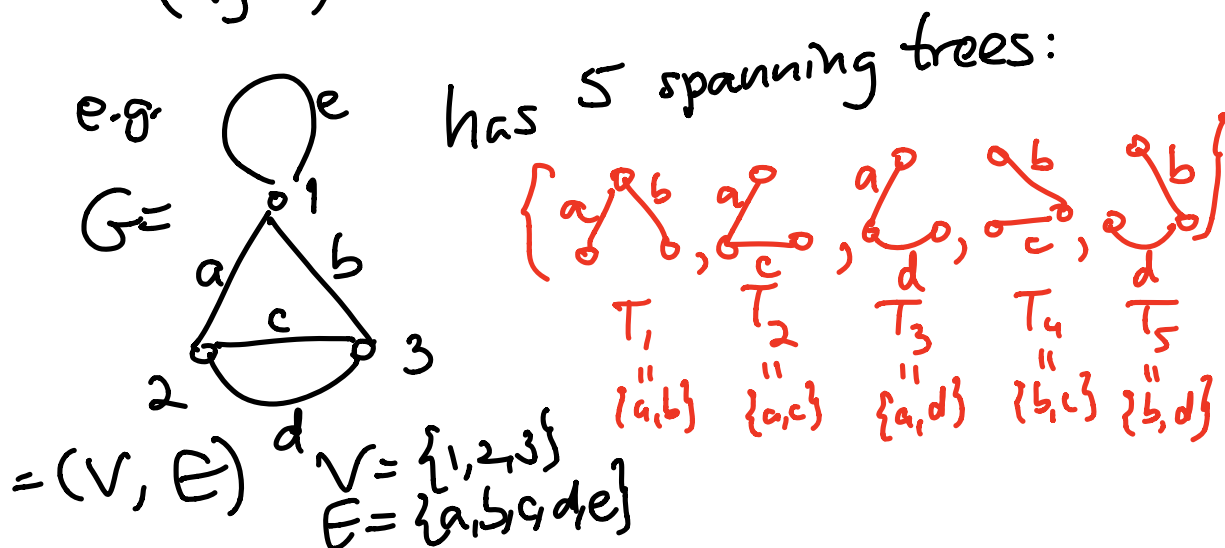 e.g. e has 5 spanning trees:
G= 1 { a b , a c , a d , b c , b d }
a b
c T₁ T₂ T₃ T₄ T₅
2 3 = = = = =
d {a,b} {a,c} {a,d} {b,c} {b,d}
=(V, E) V={1,2,3}
E={a,b,c,d,e}